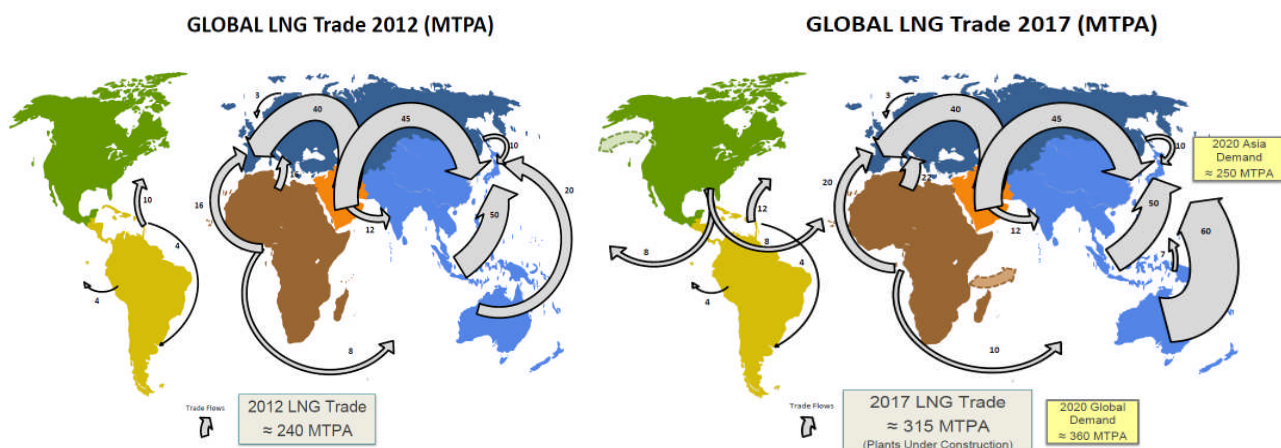 GLOBAL LNG Trade 2012 (MTPA)
3
40
45
10
10
16
20
12
50
4
4
8
Trade Flows
2012 LNG Trade
≈ 240 MTPA
GLOBAL LNG Trade 2017 (MTPA)
3
40
45
10
2020 Asia
Demand
≈ 250 MTPA
20
22
12
12
50
60
8
8
4
4
10
Trade Flows
2017 LNG Trade
≈ 315 MTPA
(Plants Under Construction)
2020 Global
Demand
≈ 360 MTPA